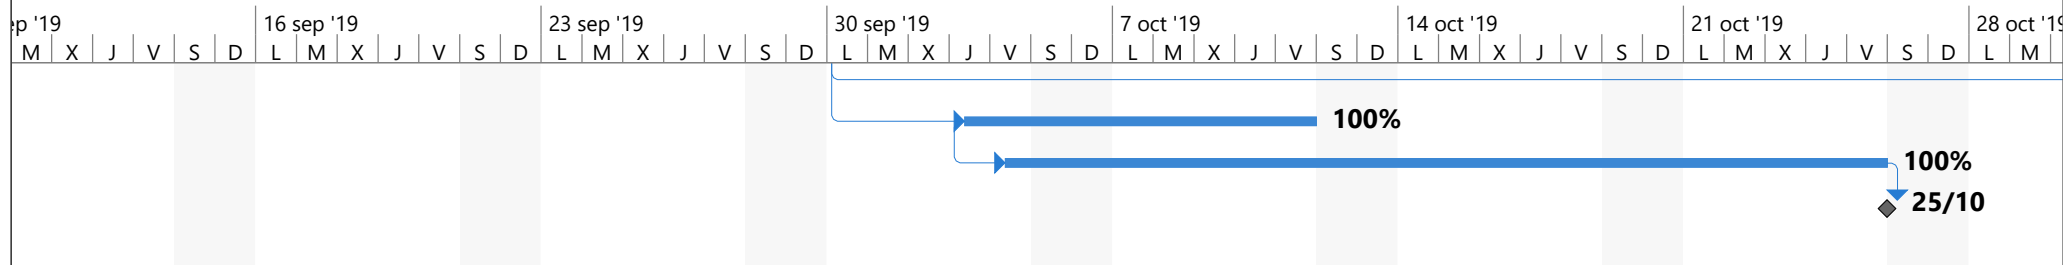 ep '19 16 sep '19 23 sep '19 30 sep '19 7 oct '19 14 oct '19 21 oct '19 28 oct '19
M X J V S D L M X J V S D L M X J V S D L M X J V S D L M X J V S D L M X J V S D L M X J V S D L M
100%
100%
25/10